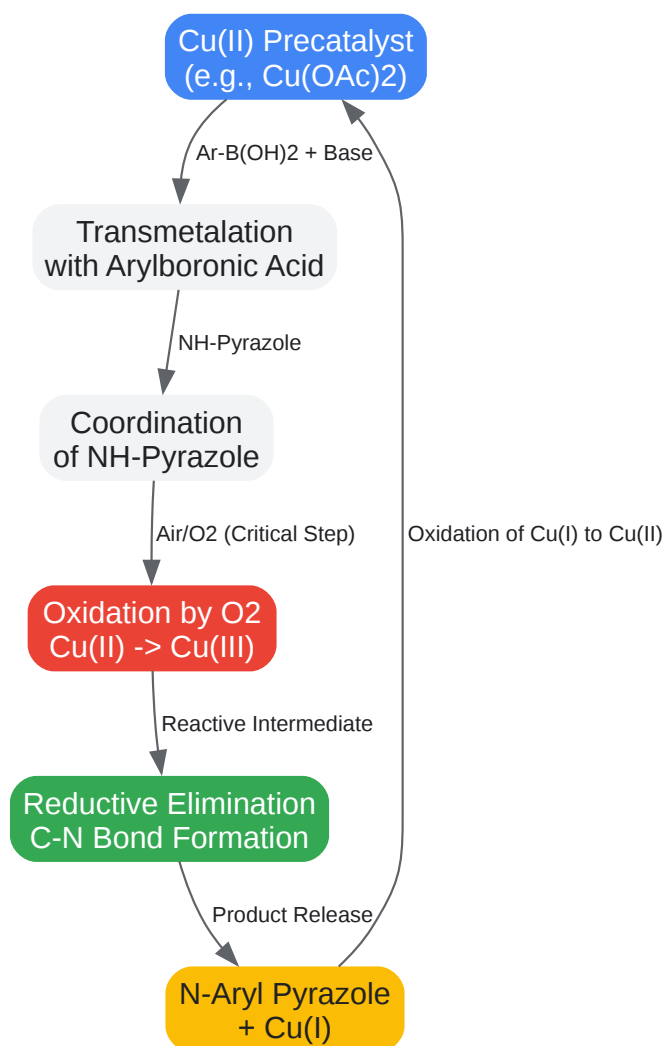 Cu(II) Precatalyst
(e.g., Cu(OAc)2)
Ar-B(OH)2 + Base
Transmetalation
with Arylboronic Acid
NH-Pyrazole
Coordination
of NH-Pyrazole
Air/O2 (Critical Step)
Oxidation of Cu(I) to Cu(II)
Oxidation by O2
Cu(II) -> Cu(III)
Reactive Intermediate
Reductive Elimination
C-N Bond Formation
Product Release
N-Aryl Pyrazole
+ Cu(I)